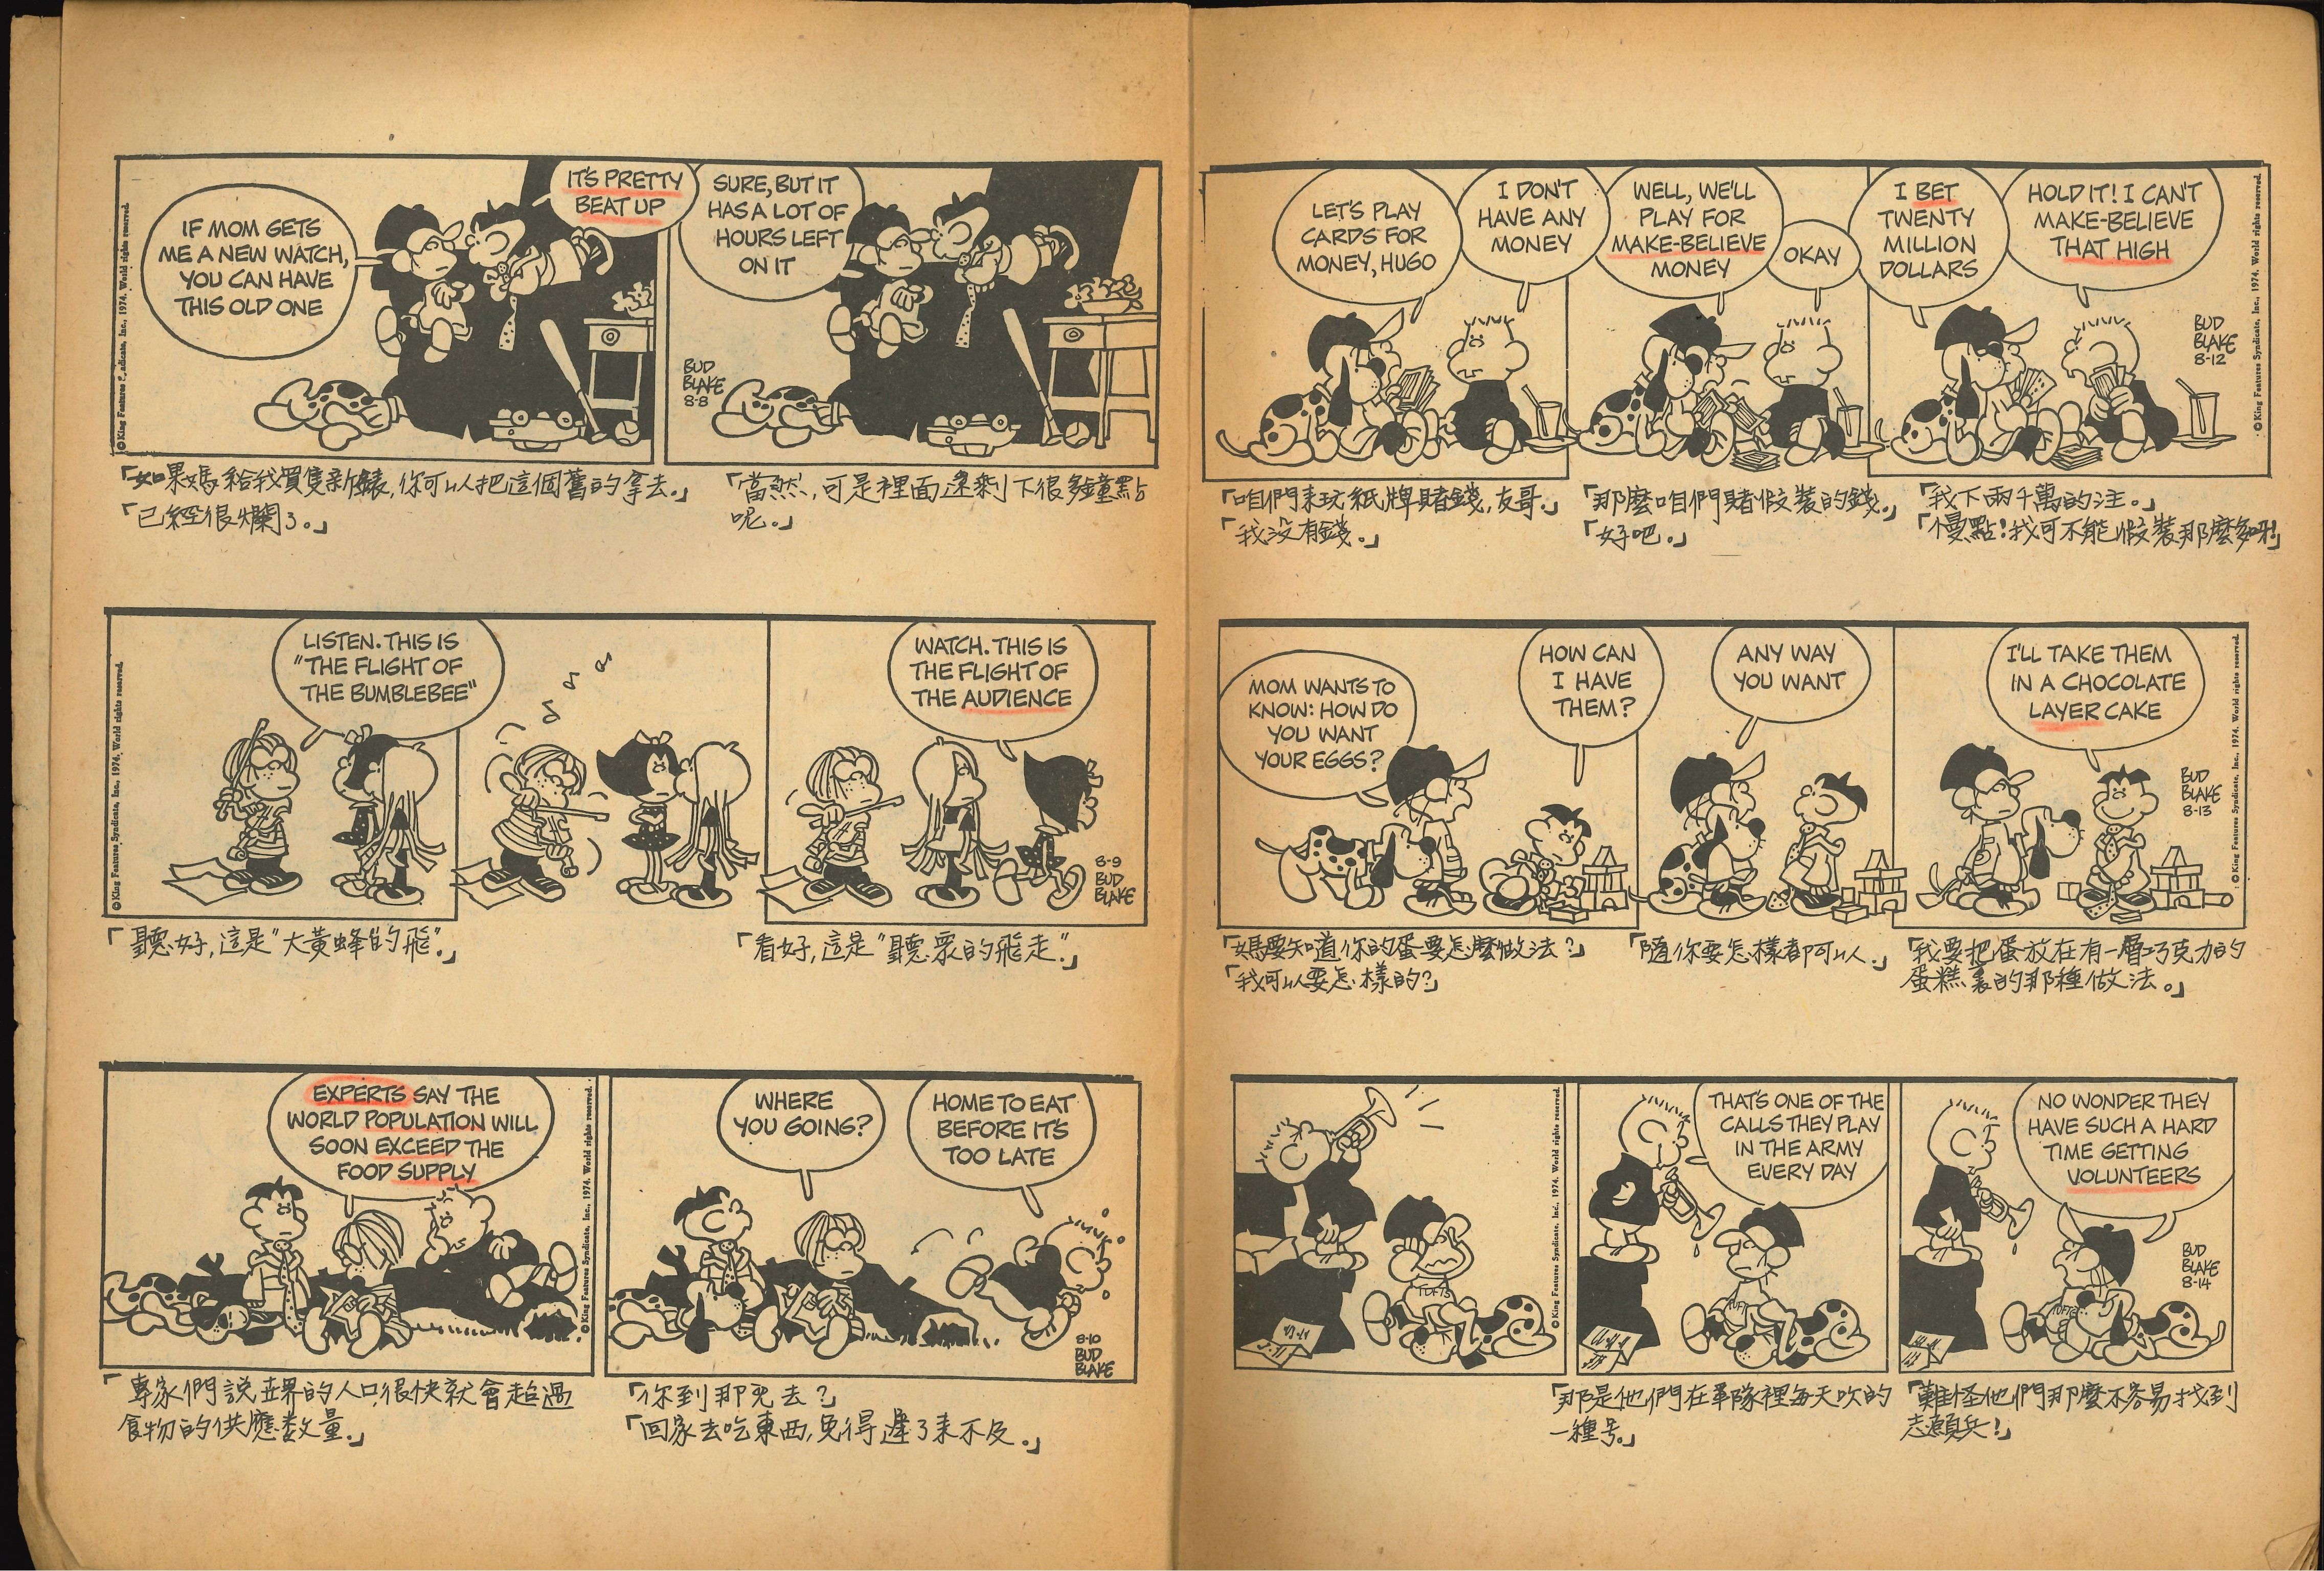 © King Features Syndicate, Inc., 1974. World rights reserved.
IF MOM GETS
ME A NEW WATCH,
YOU CAN HAVE
THIS OLD ONE
IT'S PRETTY
BEAT UP
SURE, BUT IT
HAS A LOT OF
HOURS LEFT
ON IT
BUD
BLAKE
8-8
「如果媽給我買隻新錶,你可以把這個舊的拿去。」
「已經很爛了。」
「當然,可是裡面還剩下很多鐘點
呢。」
© King Features Syndicate, Inc., 1974. World rights reserved.
LISTEN. THIS IS
"THE FLIGHT OF
THE BUMBLEBEE"
WATCH. THIS IS
THE FLIGHT OF
THE AUDIENCE
8-9
BUD
BLAKE
「聽好,這是"大黃蜂的飛"。」
「看好,這是"聽眾的飛走"。」
EXPERTS SAY THE
WORLD POPULATION WILL
SOON EXCEED THE
FOOD SUPPLY
© King Features Syndicate, Inc., 1974. World rights reserved.
WHERE
YOU GOING?
HOME TO EAT
BEFORE IT'S
TOO LATE
8-10
BUD
BLAKE
「專家們說世界的人口很快就會超過
食物的供應数量。」
「你到那兒去?」
「回家去吃東西,免得遲了来不及。」
LET'S PLAY
CARDS FOR
MONEY, HUGO
I DON'T
HAVE ANY
MONEY
WELL, WE'LL
PLAY FOR
MAKE-BELIEVE
MONEY
OKAY
I BET
TWENTY
MILLION
DOLLARS
HOLD IT! I CAN'T
MAKE-BELIEVE
THAT HIGH
BUD
BLAKE
8-12
© King Features Syndicate, Inc., 1974. World rights reserved.
「咱們来玩紙牌賭錢,友哥。」
「我沒有錢。」
「那麼咱們賭假裝的錢。」
「好吧。」
「我下兩千萬的注。」
「慢點!我可不能假裝那麼多呀!」
MOM WANTS TO
KNOW: HOW DO
YOU WANT
YOUR EGGS?
HOW CAN
I HAVE
THEM?
ANY WAY
YOU WANT
I'LL TAKE THEM
IN A CHOCOLATE
LAYER CAKE
BUD
BLAKE
8-13
© King Features Syndicate, Inc., 1974. World rights reserved.
「媽要知道你的蛋要怎麼做法?」
「我可以要怎樣的?」
「隨你要怎樣都可以。」
「我要把蛋放在有一層巧克力的
蛋糕裏的那種做法。」
© King Features Syndicate, Inc., 1974. World rights reserved.
TUFTS
THAT'S ONE OF THE
CALLS THEY PLAY
IN THE ARMY
EVERY DAY
NO WONDER THEY
HAVE SUCH A HARD
TIME GETTING
VOLUNTEERS
BUD
BLAKE
8-14
「那是他們在軍隊裡每天吹的
一種号。」
「難怪他們那麼不容易找到
志願兵!」